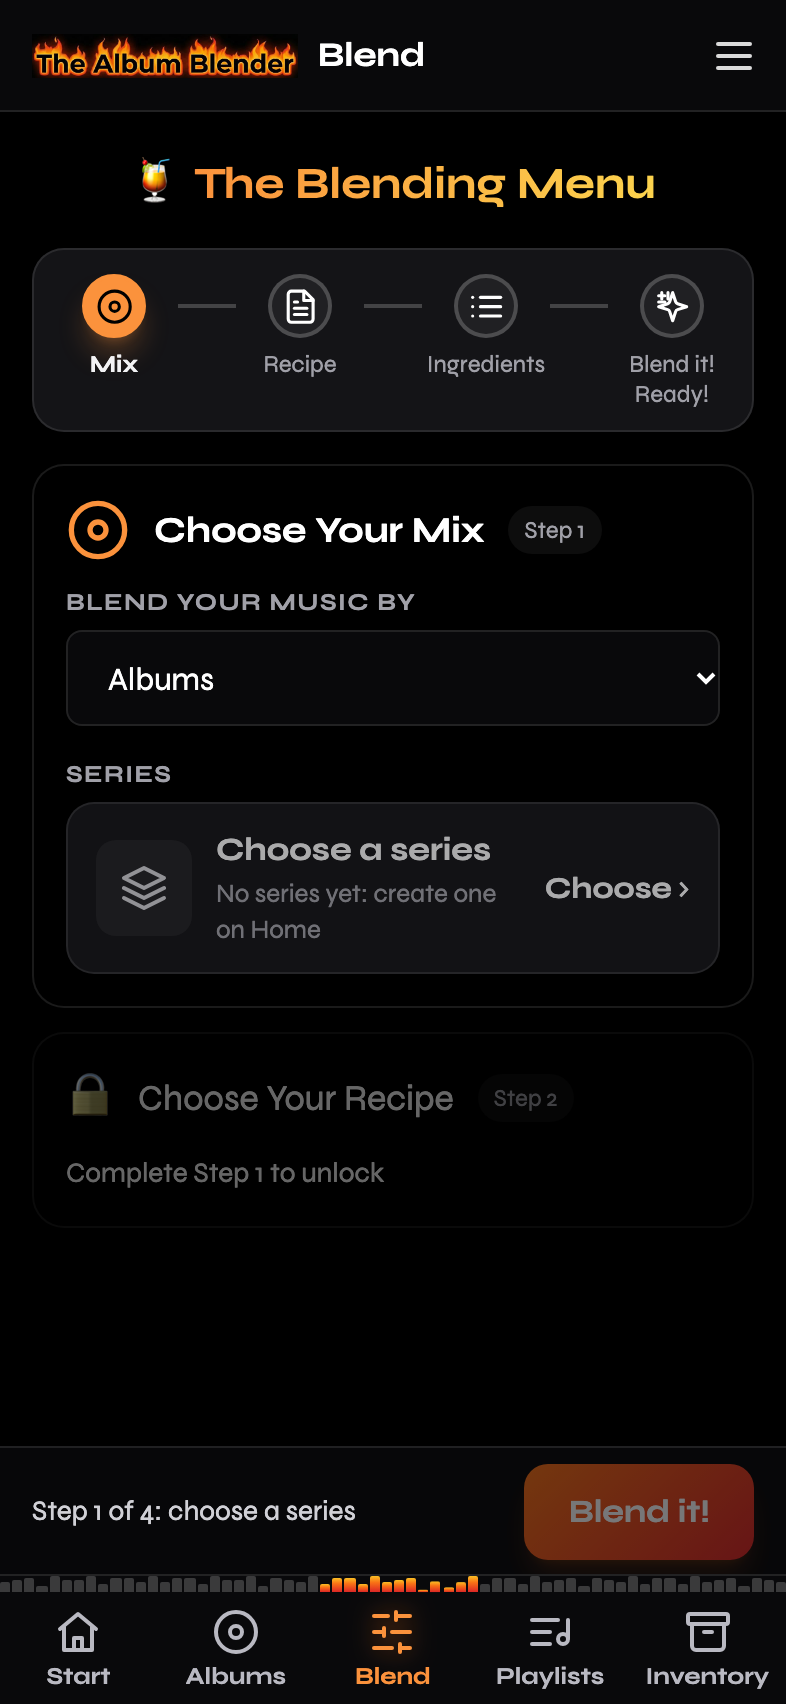 The Album Blender
Blend
The Blending Menu
Mix
Recipe
Ingredients
Blend it!
Ready!
Choose Your Mix
Step 1
BLEND YOUR MUSIC BY
Albums
SERIES
Choose a series
No series yet: create one
on Home
Choose ›
Choose Your Recipe
Step 2
Complete Step 1 to unlock
Step 1 of 4: choose a series
Blend it!
Start
Albums
Blend
Playlists
Inventory